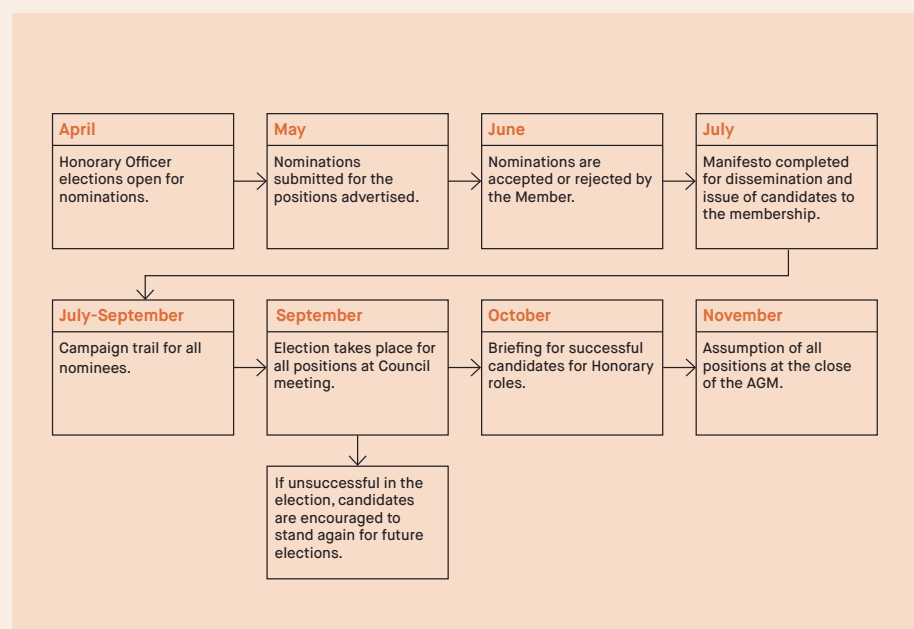 April
Honorary Officer
elections open for
nominations.
May
Nominations
submitted for the
positions advertised.
June
Nominations are
accepted or rejected by
the Member.
July
Manifesto completed
for dissemination and
issue of candidates to
the membership.
July-September
Campaign trail for all
nominees.
September
Election takes place for
all positions at Council
meeting.
October
Briefing for successful
candidates for Honorary
roles.
November
Assumption of all
positions at the close
of the AGM.
If unsuccessful in the
election, candidates
are encouraged to
stand again for future
elections.